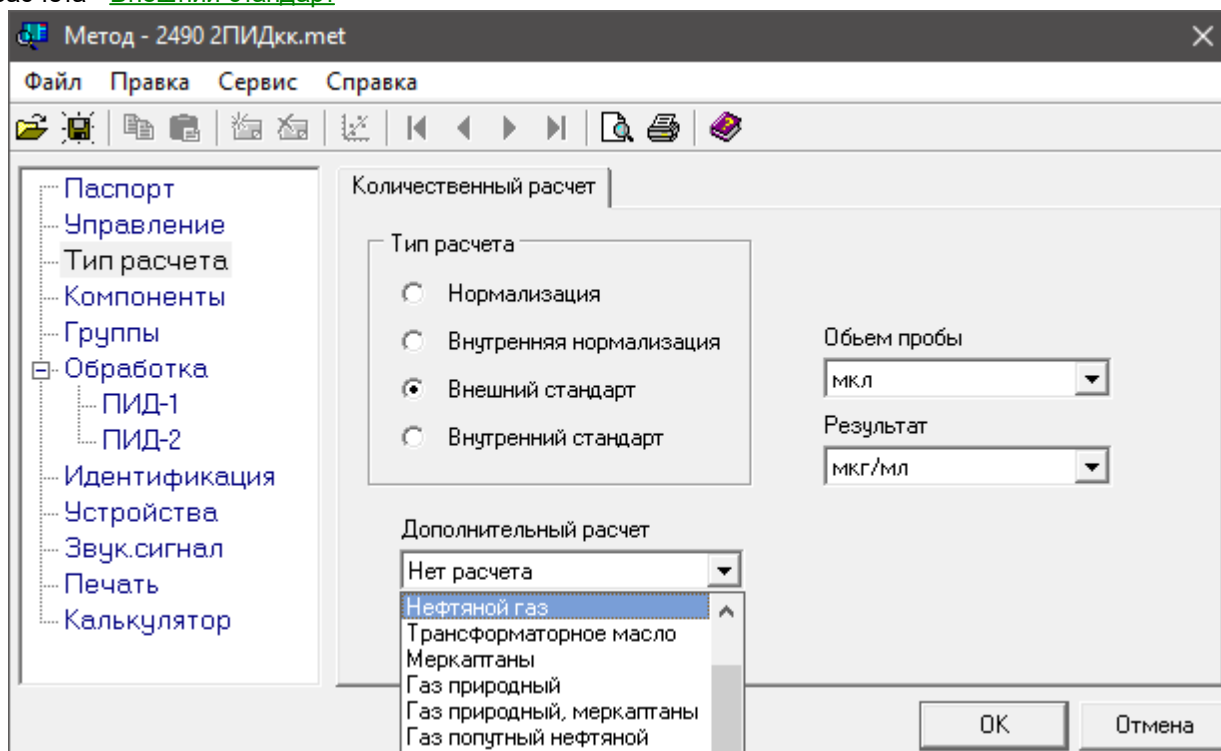 расчета - Внешний стандарт
Метод - 2490 2ПИДкк.met
Файл Правка Сервис Справка
Паспорт
Управление
Тип расчета
Компоненты
Группы
Обработка
ПИД-1
ПИД-2
Идентификация
Устройства
Звук.сигнал
Печать
Калькулятор
Количественный расчет
Тип расчета
Нормализация
Внутренняя нормализация
Внешний стандарт
Внутренний стандарт
Обьем пробы
мкл
Результат
мкг/мл
Дополнительный расчет
Нет расчета
Нефтяной газ
Трансформаторное масло
Меркаптаны
Газ природный
Газ природный, меркаптаны
Газ попутный нефтяной
OK Отмена